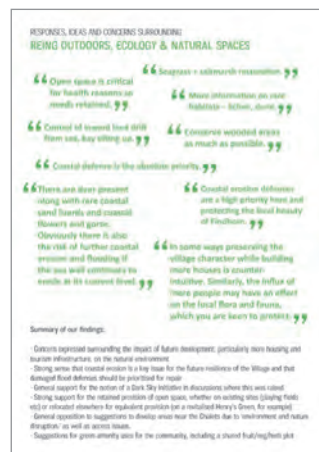 RESPONSES, IDEAS AND CONCERNS SURROUNDING
BEING OUTDOORS, ECOLOGY & NATURAL SPACES
“ Seagrass + saltmarsh restoration. ”
“ Open space is critical
for health reasons so
needs retained. ”
“ More information on rare
habitats – lichen, dune. ”
“ Control of inward land drift
from sea, bay silting up. ”
“ Conserve wooded areas
as much as possible. ”
“ Coastal defence is the absolute priority. ”
“ There are deer present
along with rare coastal
sand lizards and coastal
flowers and gorse.
Obviously there is also
the risk of further coastal
erosion and flooding if
the sea wall continues to
erode at its current level. ”
“ Coastal erosion defences
are a high priority here and
protecting the local beauty
of Findhorn. ”
“ In some ways preserving the
village character while building
more houses is counter-
intuitive. Similarly, the influx of
more people may have an effect
on the local flora and fauna,
which you are keen to protect. ”
Summary of our findings:
- Concerns expressed surrounding the impact of future development, particularly more housing and
tourism infrastructure, on the natural environment
- Strong sense that coastal erosion is a key issue for the future resilience of the Village and that
damaged flood defences should be prioritised for repair
- General support for the notion of a Dark Sky Initiative in discussions where this was raised
- Strong support for the retained provision of open space, whether on existing sites (playing fields
etc) or relocated elsewhere for equivalent provision (on a revitalised Henry's Green, for example)
- General opposition to suggestions to develop areas near the Chalets due to 'environment and nature
disruption' as well as access issues.
- Suggestions for green amenity sites for the community, including a shared fruit/veg/herb plot